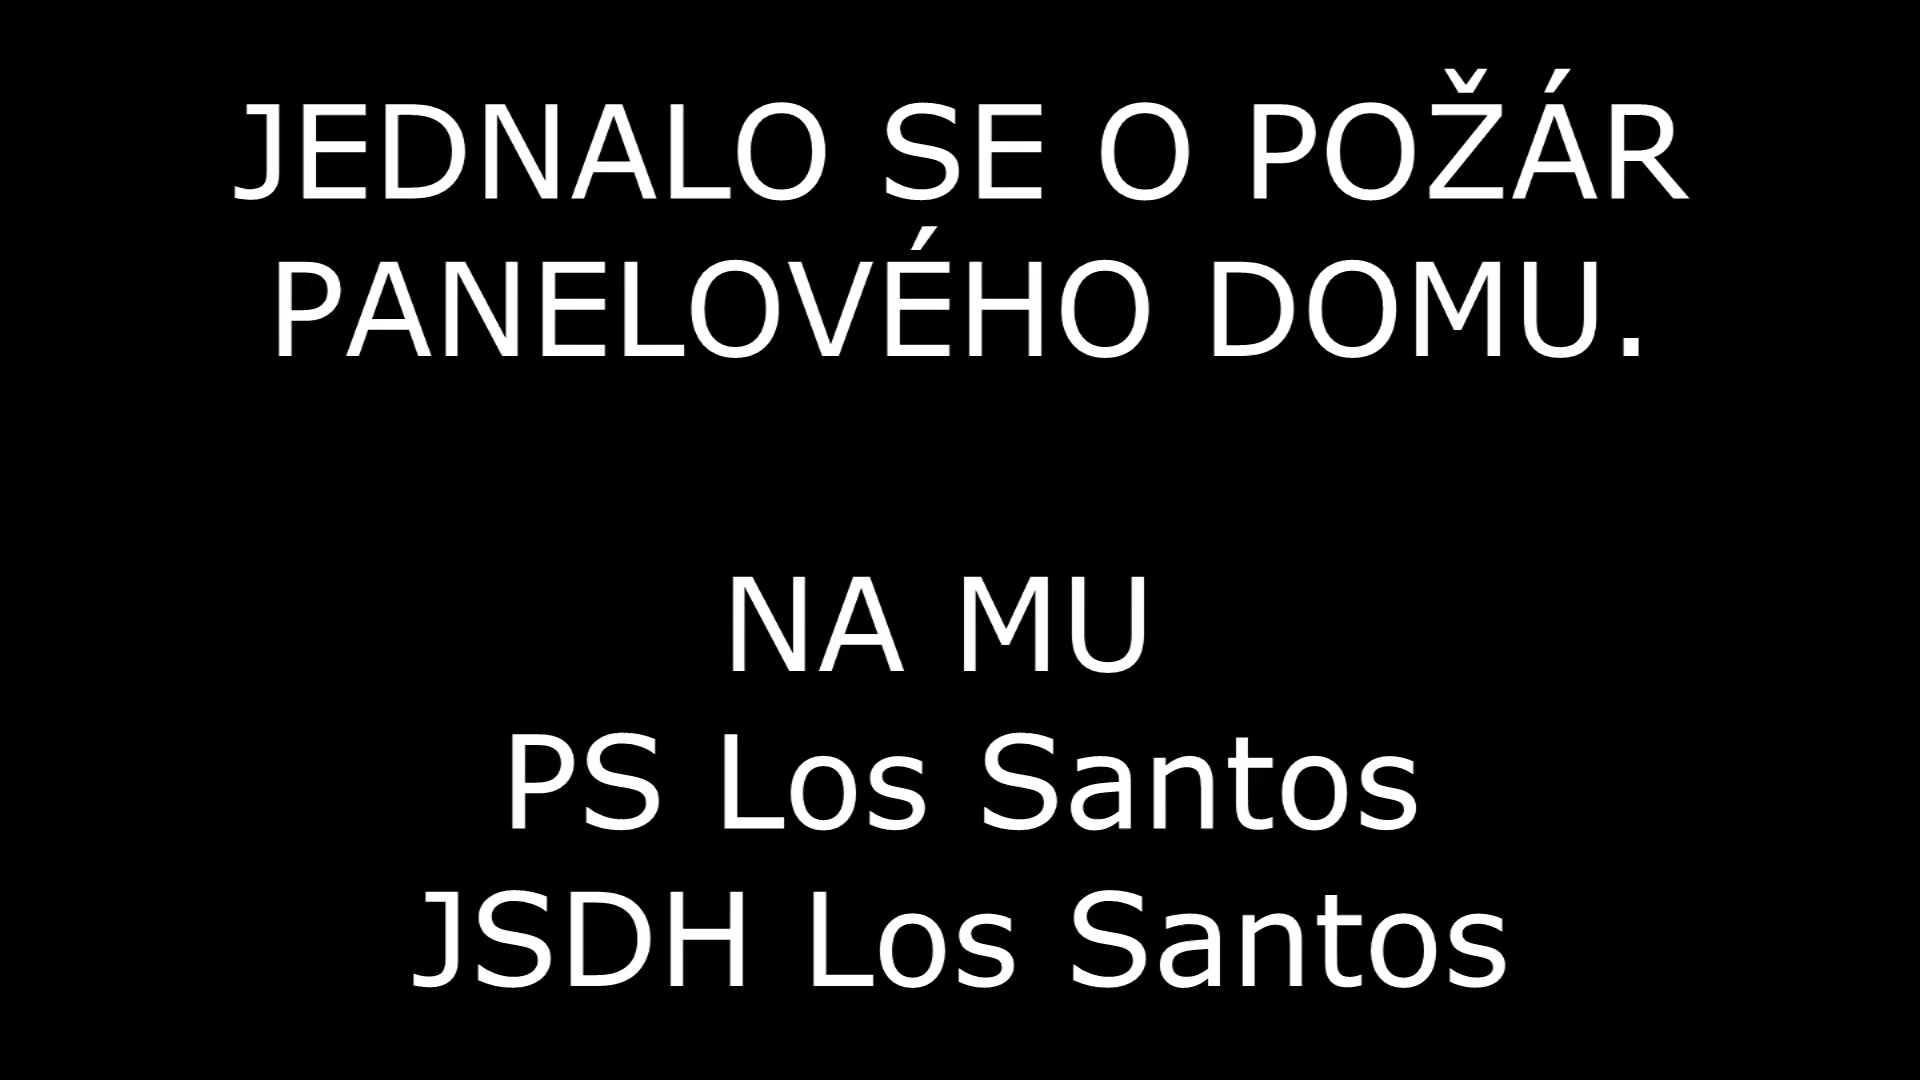 JEDNALO SE O POŽÁR
PANELOVÉHO DOMU.
NA MU
PS Los Santos
JSDH Los Santos